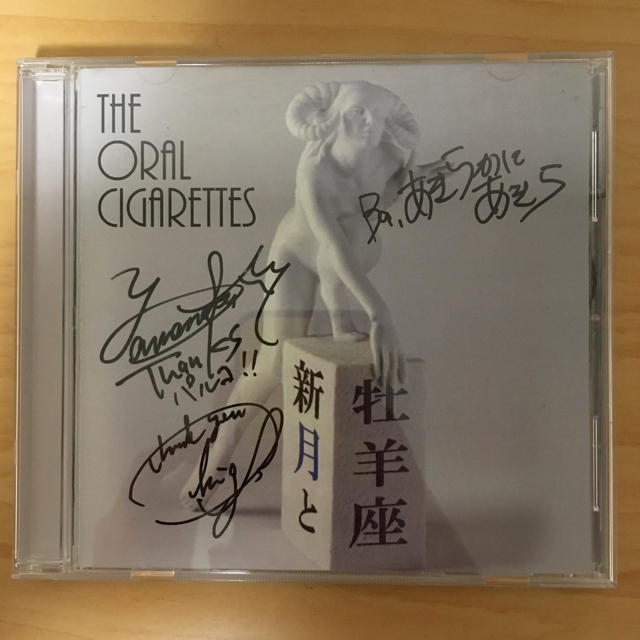 THE
ORAL
CIGARETTES
Ba. あきらかに
あきら
Thanks
パルコ!!
thank you
牡羊座
新月と